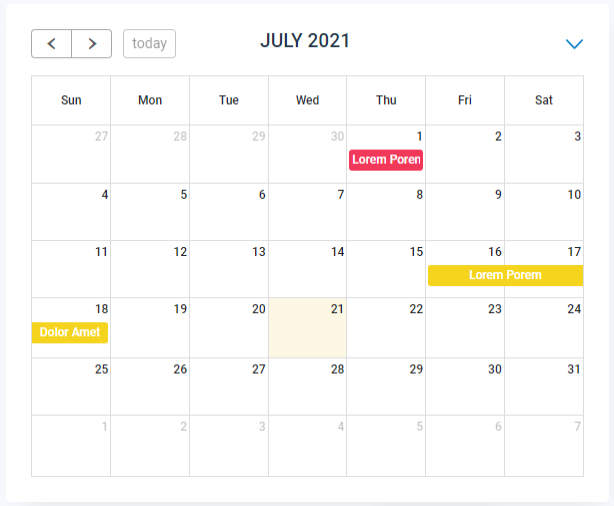 today
JULY 2021
Sun Mon Tue Wed Thu Fri Sat
27 28 29 30 1 2 3
Lorem Poren
4 5 6 7 8 9 10
11 12 13 14 15 16 17
Lorem Porem
18 19 20 21 22 23 24
Dolor Amet
25 26 27 28 29 30 31
1 2 3 4 5 6 7